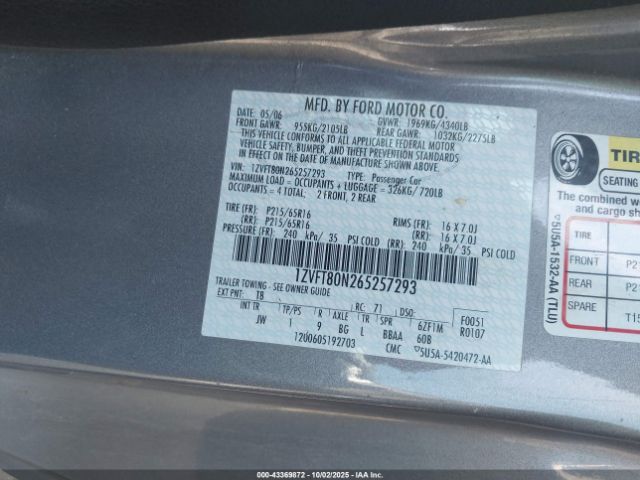 MFD. BY FORD MOTOR CO.
DATE: 05/06 GVWR: 1969KG/4340LB
FRONT GAWR: 955KG/2105LB REAR GAWR: 1032KG/2275LB
THIS VEHICLE CONFORMS TO ALL APPLICABLE FEDERAL MOTOR
VEHICLE SAFETY, BUMPER, AND THEFT PREVENTION STANDARDS
IN EFFECT ON THE DATE OF MANUFACTURE SHOWN ABOVE.
VIN: 1ZVFT80N265257293 TYPE: Passenger Car
MAXIMUM LOAD = OCCUPANTS + LUGGAGE = 326KG/720LB
OCCUPANTS = 4 TOTAL; 2 FRONT, 2 REAR
TIRE (FR) : P215/65R16 RIMS (FR) : 16 X 7.0J
(RR) : P215/65R16 (RR) : 16 X 7.0J
PRESSURE (FR) : 240 kPa/ 35 PSI COLD (RR) : 240 kPa/ 35 PSI COLD
1ZVFT80N265257293
TRAILER TOWING - SEE OWNER GUIDE
EXT PNT: T8 RC: 71 DSO: F0051
INT TR TP/PS R AXLE TR SPR 6ZF1M R0107
JW 1 9 BG L BBAA 60B
12U0605192703 CMC ▽5U5A-5420472-AA
TIR
SEATING
The combined w
and cargo sh
TIRE
FRONT P21
REAR P21
SPARE T15
▽5U5A-1532-AA (TLU)
000-43369872 10/02/2025 IAA